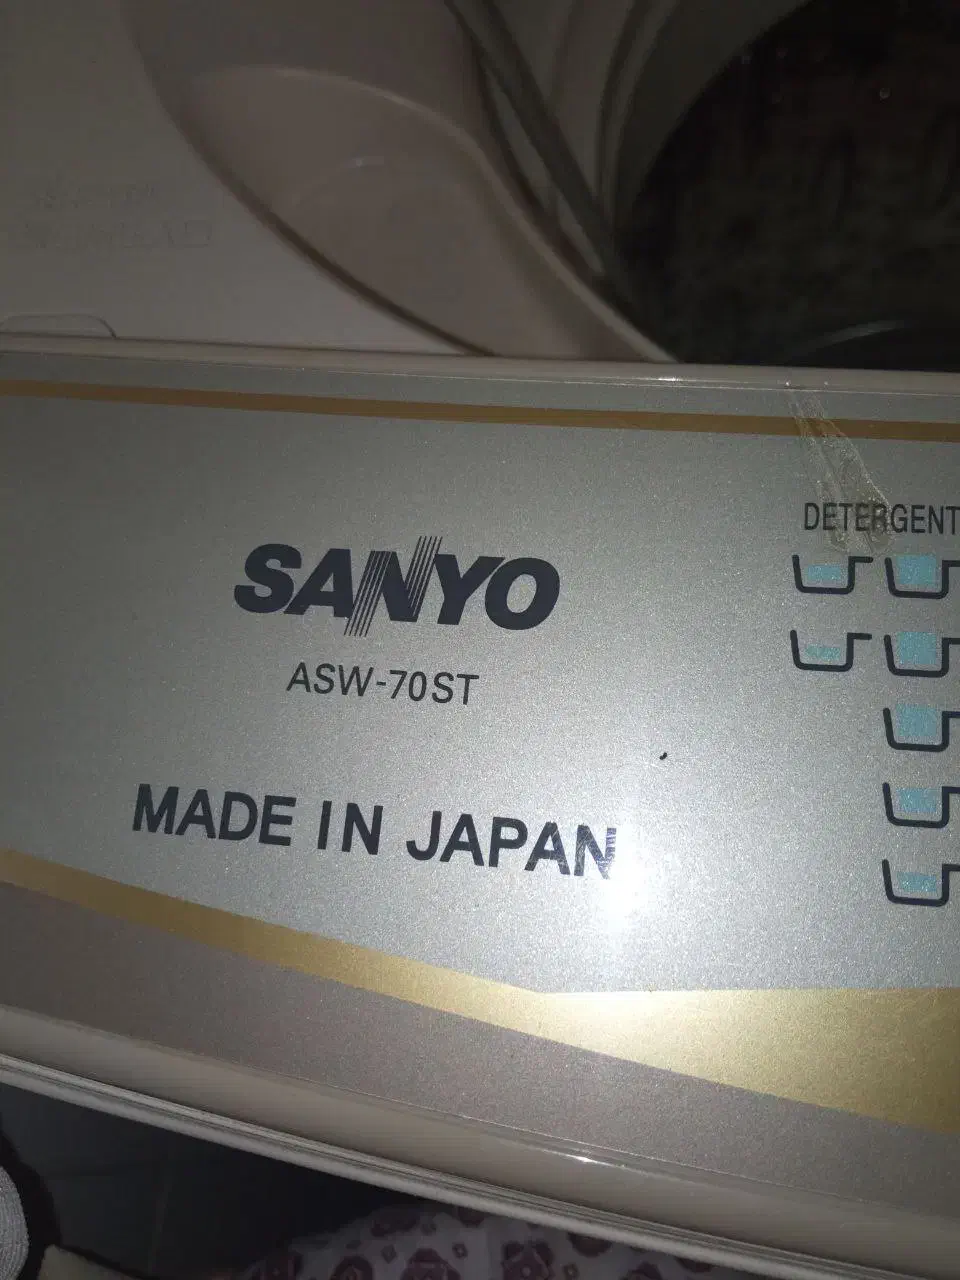 SANYO
ASW-70ST
MADE IN JAPAN
DETERGENT